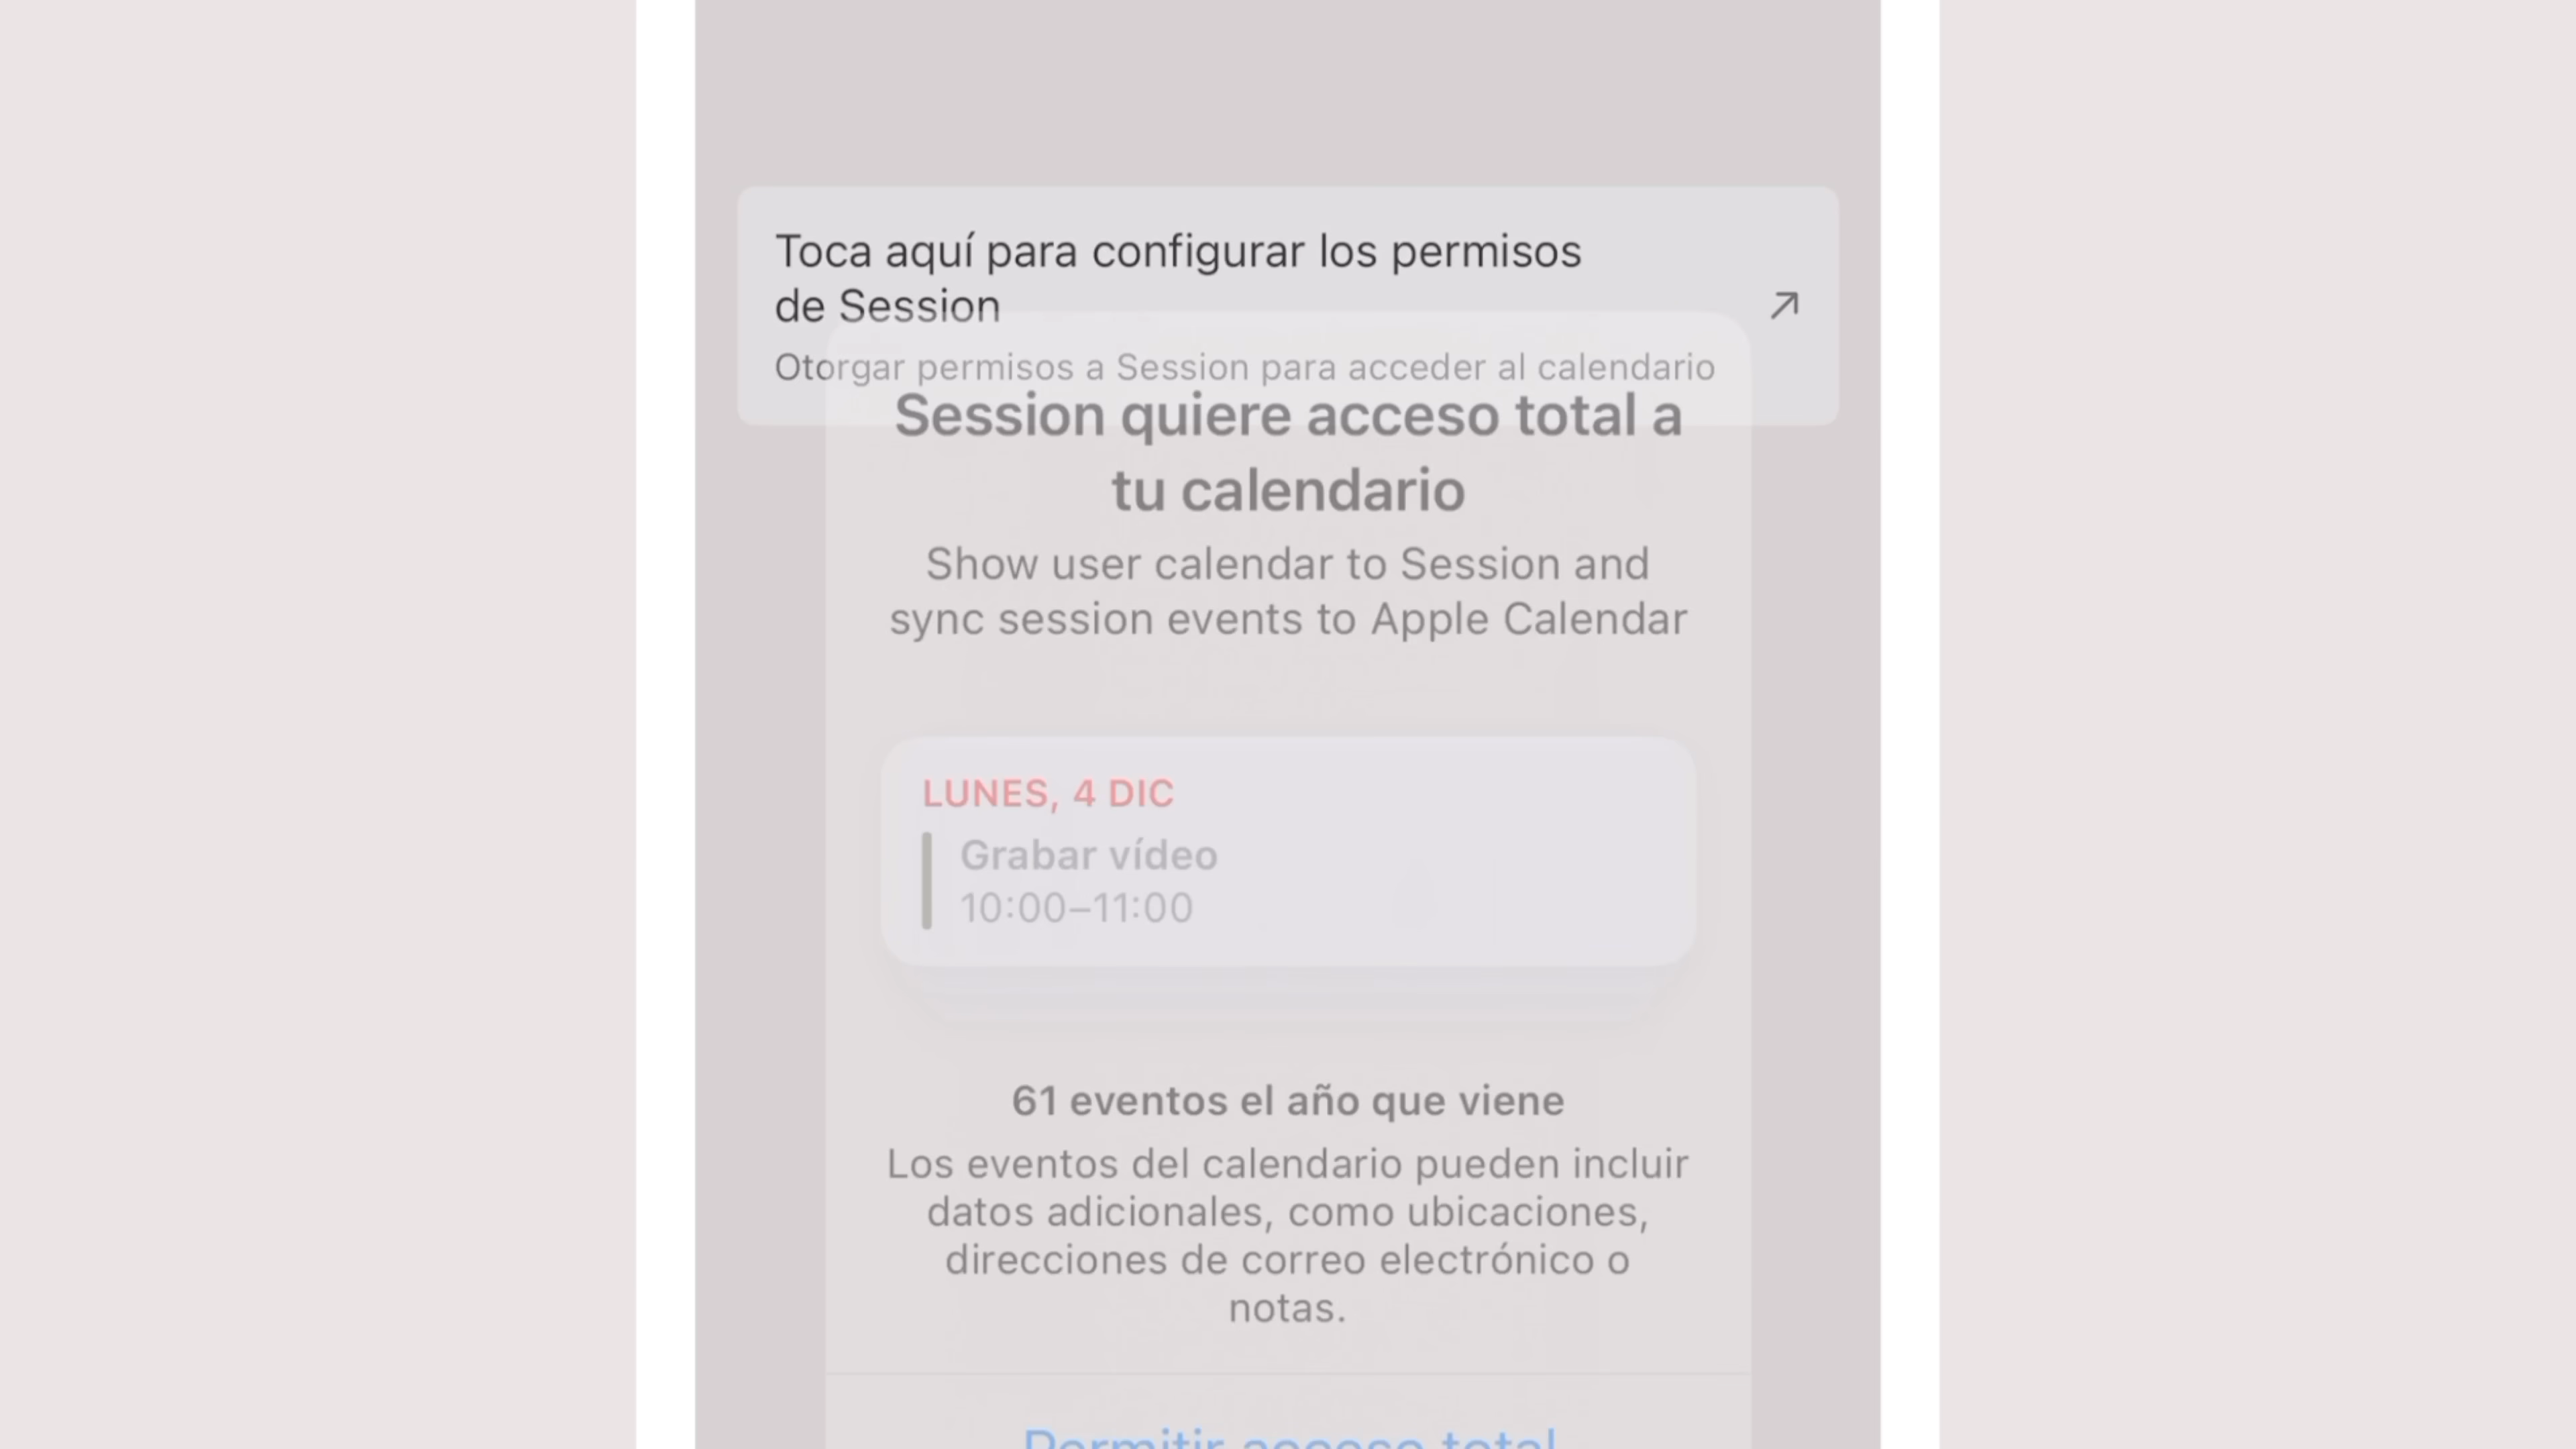 Toca aquí para configurar los permisos
de Session
Otorgar permisos a Session para acceder al calendario
Session quiere acceso total a
tu calendario
Show user calendar to Session and
sync session events to Apple Calendar
LUNES, 4 DIC
Grabar vídeo
10:00–11:00
61 eventos el año que viene
Los eventos del calendario pueden incluir
datos adicionales, como ubicaciones,
direcciones de correo electrónico o
notas.
Permitir acceso total